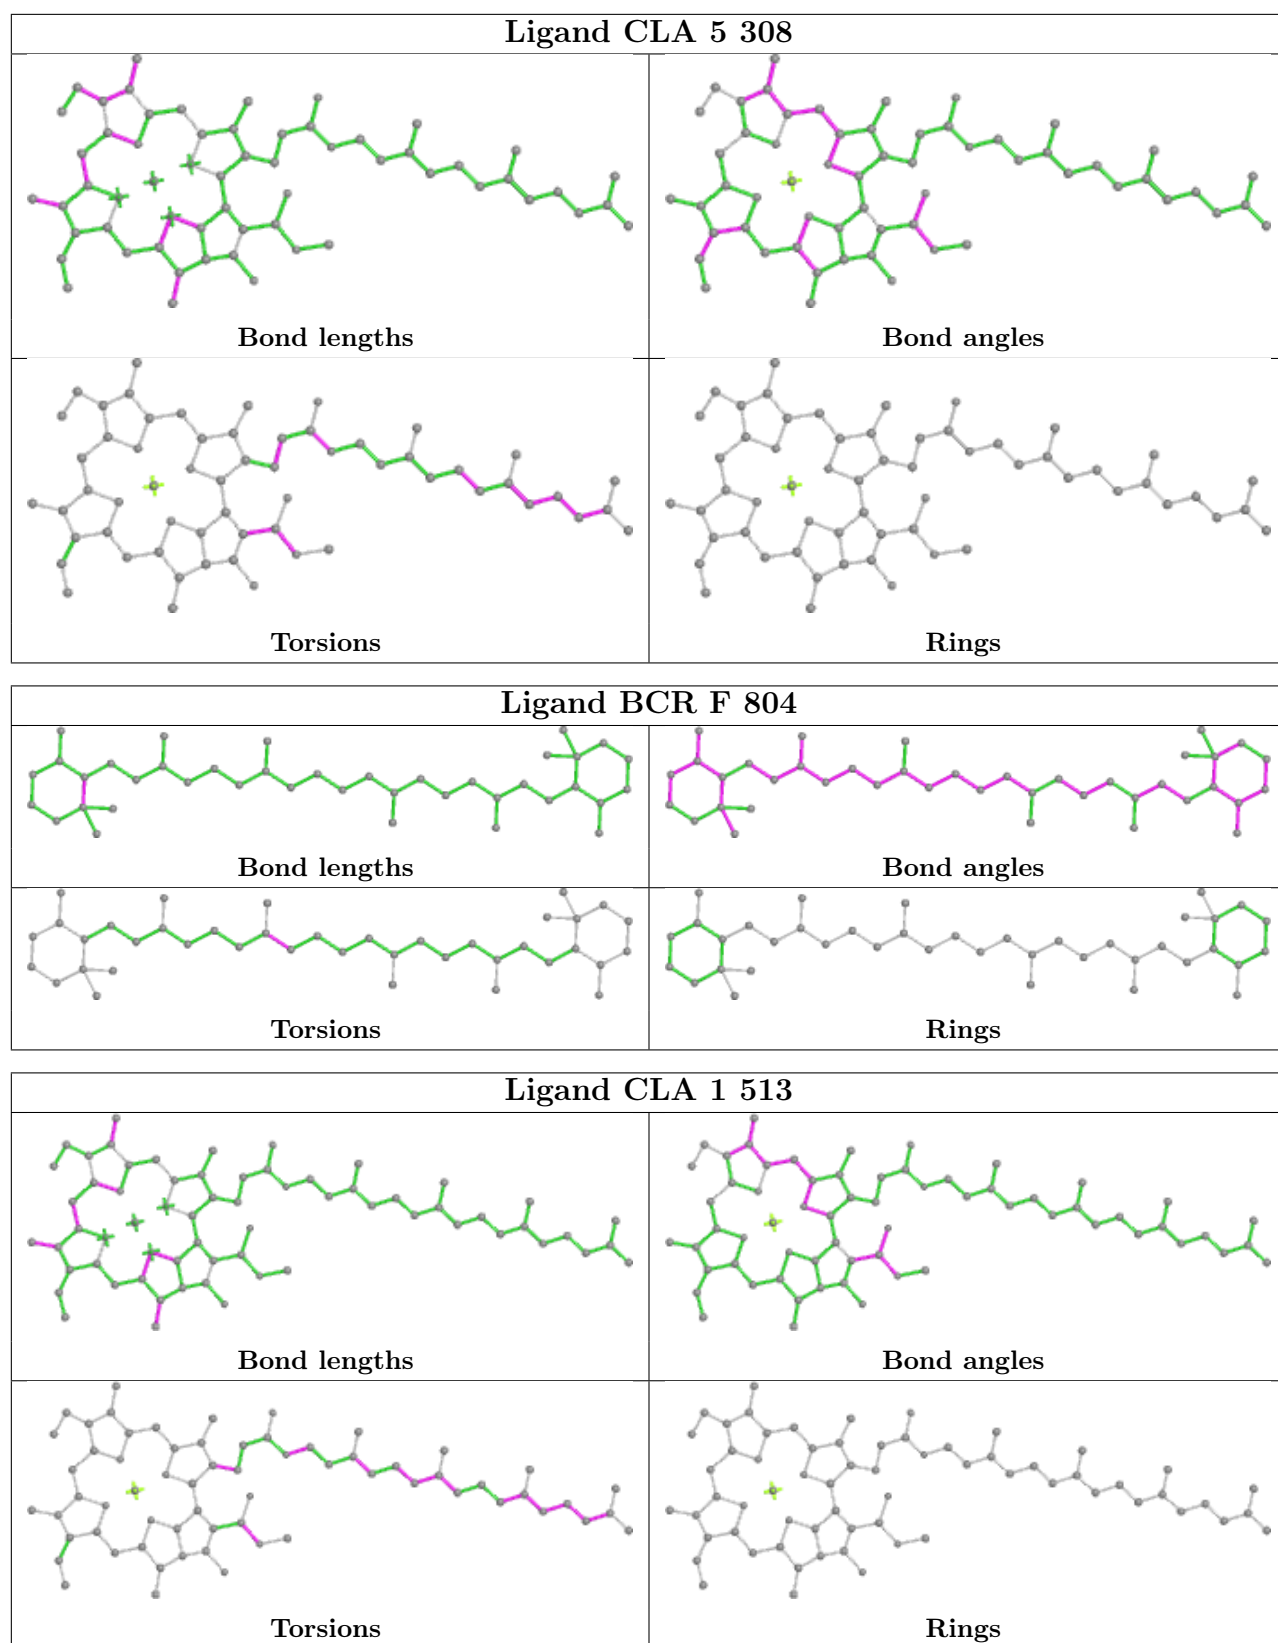 Ligand CLA 5 308
Bond lengths
Bond angles
Torsions
Rings
Ligand BCR F 804
Bond lengths
Bond angles
Torsions
Rings
Ligand CLA 1 513
Bond lengths
Bond angles
Torsions
Rings